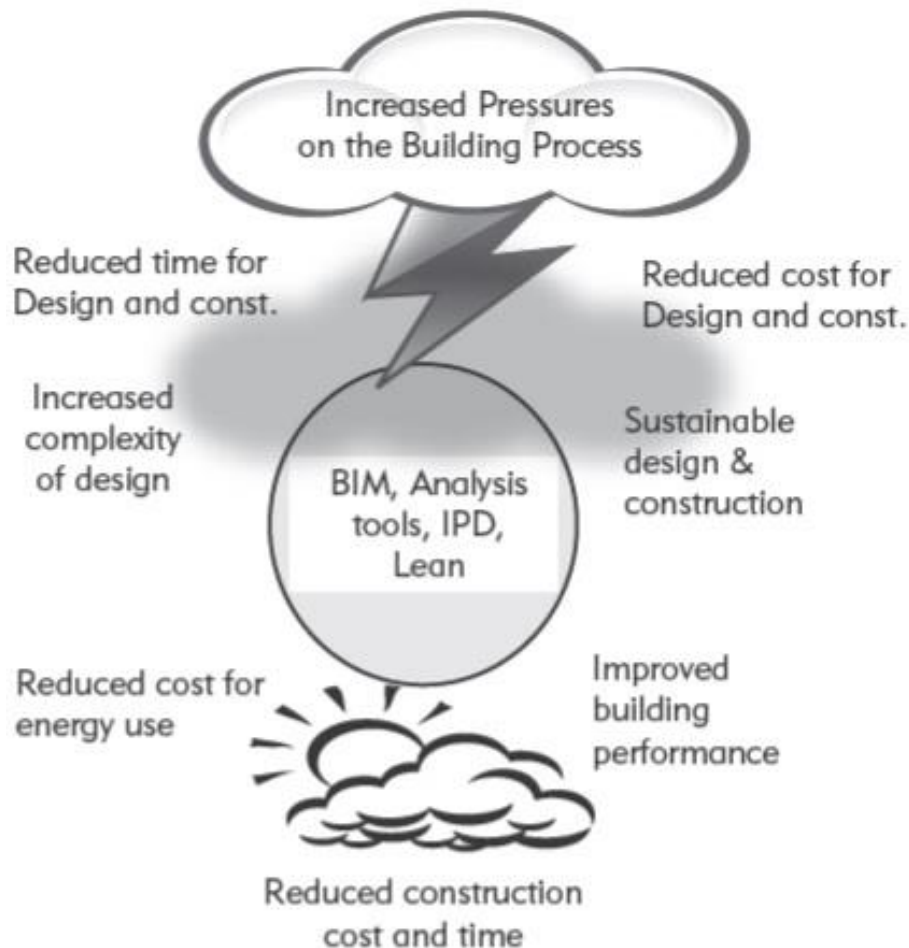 Increased Pressures
on the Building Process
Reduced time for
Design and const.
Reduced cost for
Design and const.
Increased
complexity
of design
Sustainable
design &
construction
BIM, Analysis
tools, IPD,
Lean
Reduced cost for
energy use
Improved
building
performance
Reduced construction
cost and time